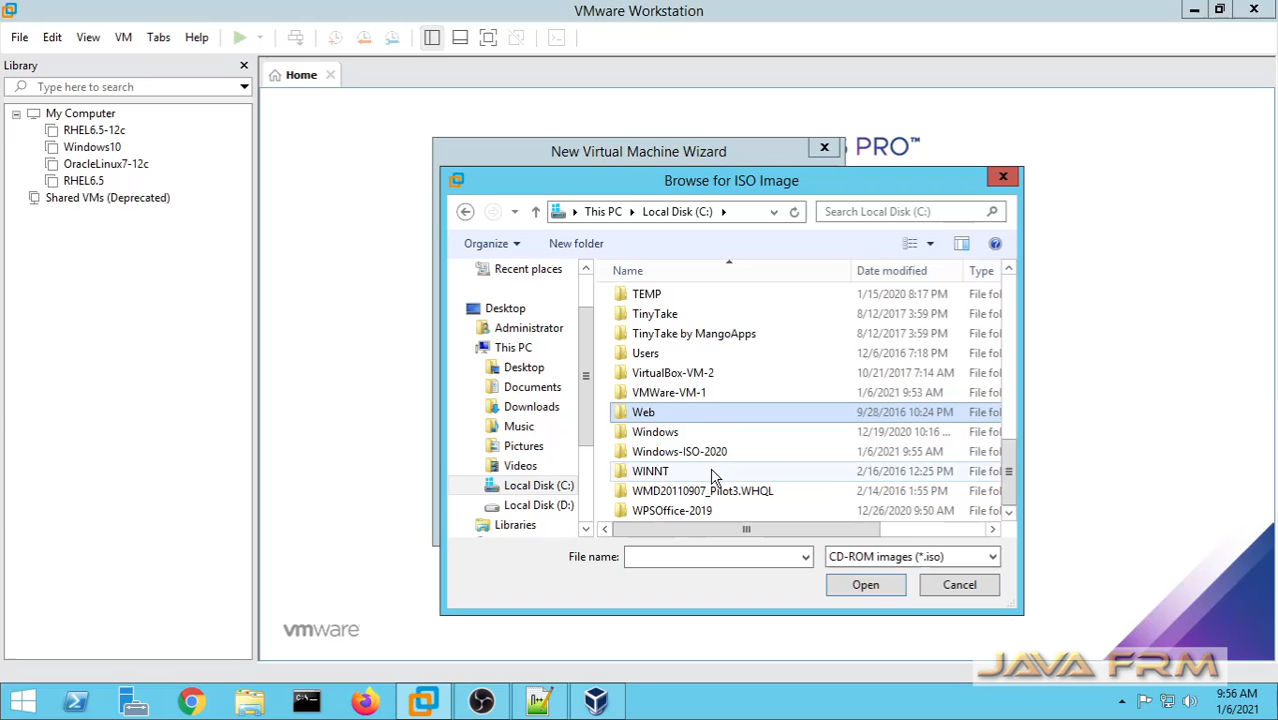 VMware Workstation
File Edit View VM Tabs Help
Library
Type here to search
My Computer
RHEL6.5-12c
Windows10
OracleLinux7-12c
RHEL6.5
Shared VMs (Deprecated)
Home
PRO™
New Virtual Machine Wizard
Browse for ISO Image
This PC Local Disk (C:)
Search Local Disk (C:)
Organize New folder
Recent places
Desktop
Administrator
This PC
Desktop
Documents
Downloads
Music
Pictures
Videos
Local Disk (C:)
Local Disk (D:)
Libraries
Name Date modified Type
TEMP 1/15/2020 8:17 PM File fol
TinyTake 8/12/2017 3:59 PM File fol
TinyTake by MangoApps 8/12/2017 3:59 PM File fol
Users 12/6/2016 7:18 PM File fol
VirtualBox-VM-2 10/21/2017 7:14 AM File fol
VMWare-VM-1 1/6/2021 9:53 AM File fol
Web 9/28/2016 10:24 PM File fol
Windows 12/19/2020 10:16 ... File fol
Windows-ISO-2020 1/6/2021 9:55 AM File fol
WINNT 2/16/2016 12:25 PM File fol
WMD20110907_Pilot3.WHQL 2/14/2016 1:55 PM File fol
WPSOffice-2019 12/26/2020 9:50 AM File fol
File name: CD-ROM images (*.iso)
Open Cancel
vmware
JAVA FRM
9:56 AM
1/6/2021